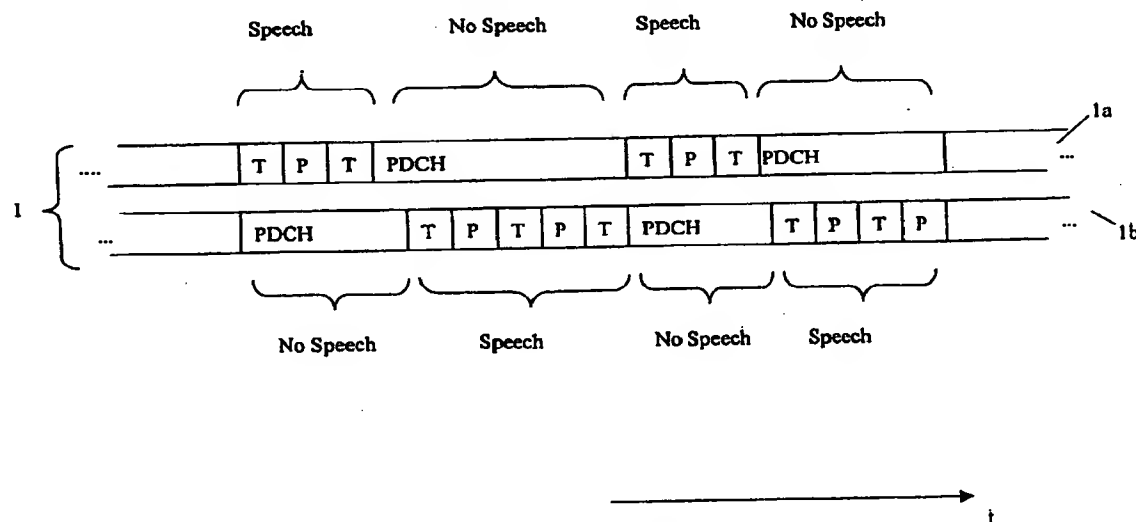 Speech No Speech Speech No Speech
1a
.... T P T PDCH T P T PDCH ...
1
... PDCH T P T P T PDCH T P T P ...
1b
No Speech Speech No Speech Speech
t